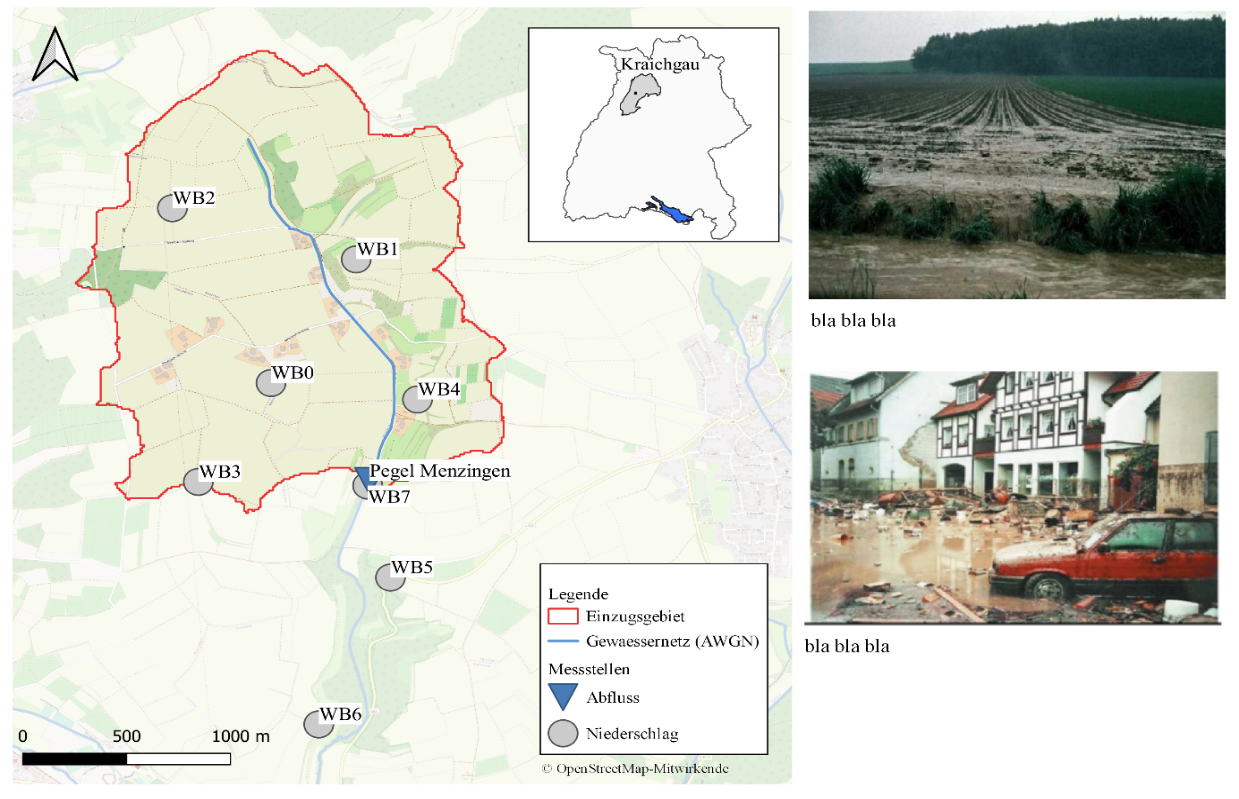 Kraichgau
WB2
WB1
WB0
WB4
WB3
Pegel Menzingen
WB7
WB5
WB6
0 500 1000 m
Legende
Einzugsgebiet
Gewaessernetz (AWGN)
Messstellen
Abfluss
Niederschlag
© OpenStreetMap-Mitwirkende
bla bla bla
bla bla bla